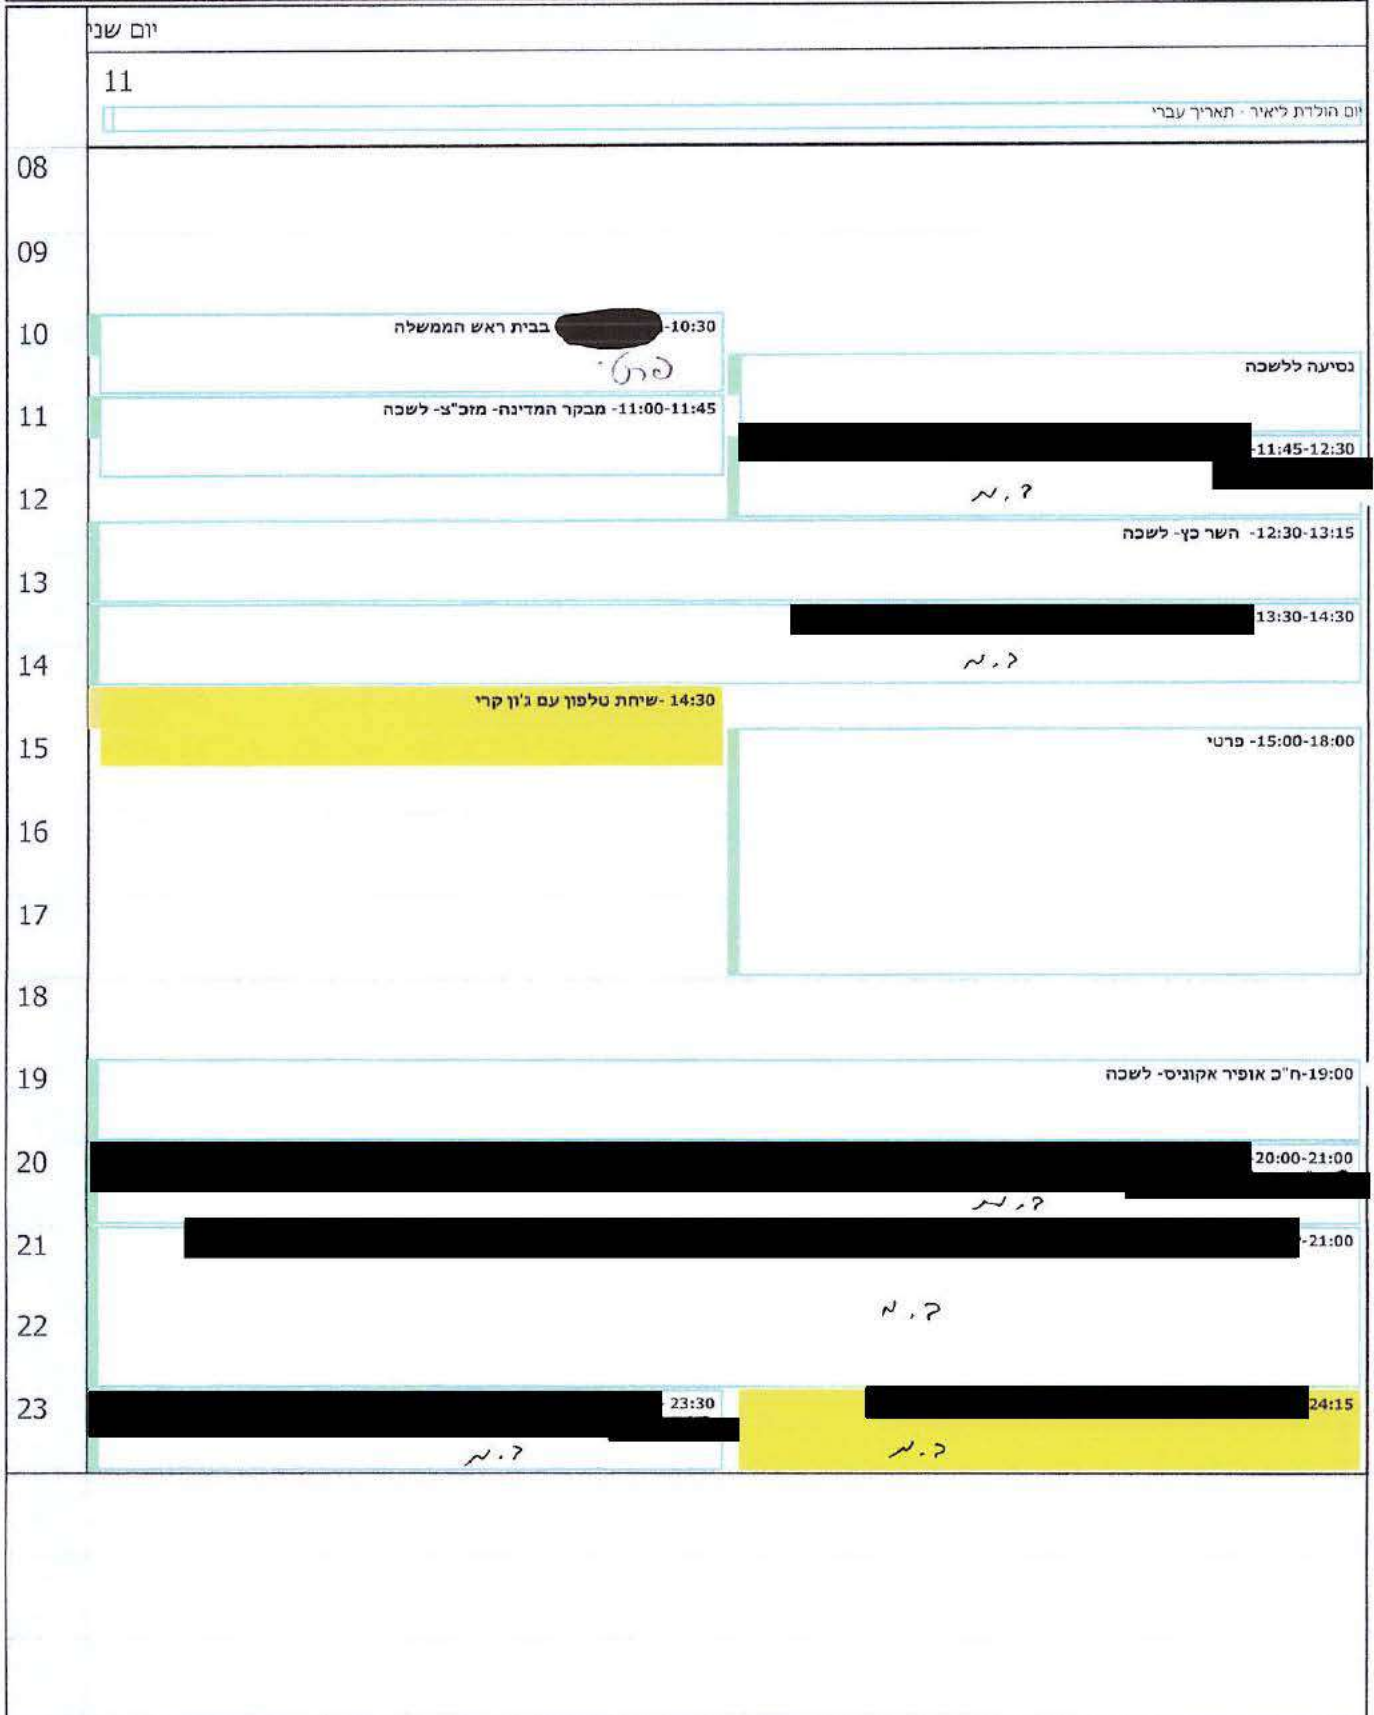 יום שני
11
יום הולדת ליאיר - תאריך עברי
08
09
10
10:30- בבית ראש הממשלה
פרטי
נסיעה ללשכה
11
11:00-11:45- מבקר המדינה- מזכ"צ- לשכה
11:45-12:30-
ב.מ
12
12:30-13:15- השר כץ- לשכה
13
13:30-14:30
ב.מ
14
14:30 -שיחת טלפון עם ג'ון קרי
15
15:00-18:00- פרטי
16
17
18
19
19:00-ח"כ אופיר אקוניס- לשכה
20
20:00-21:00-
ב.מ
21
21:00-
ב.מ
22
23
23:30
24:15
ב.מ
ב.מ